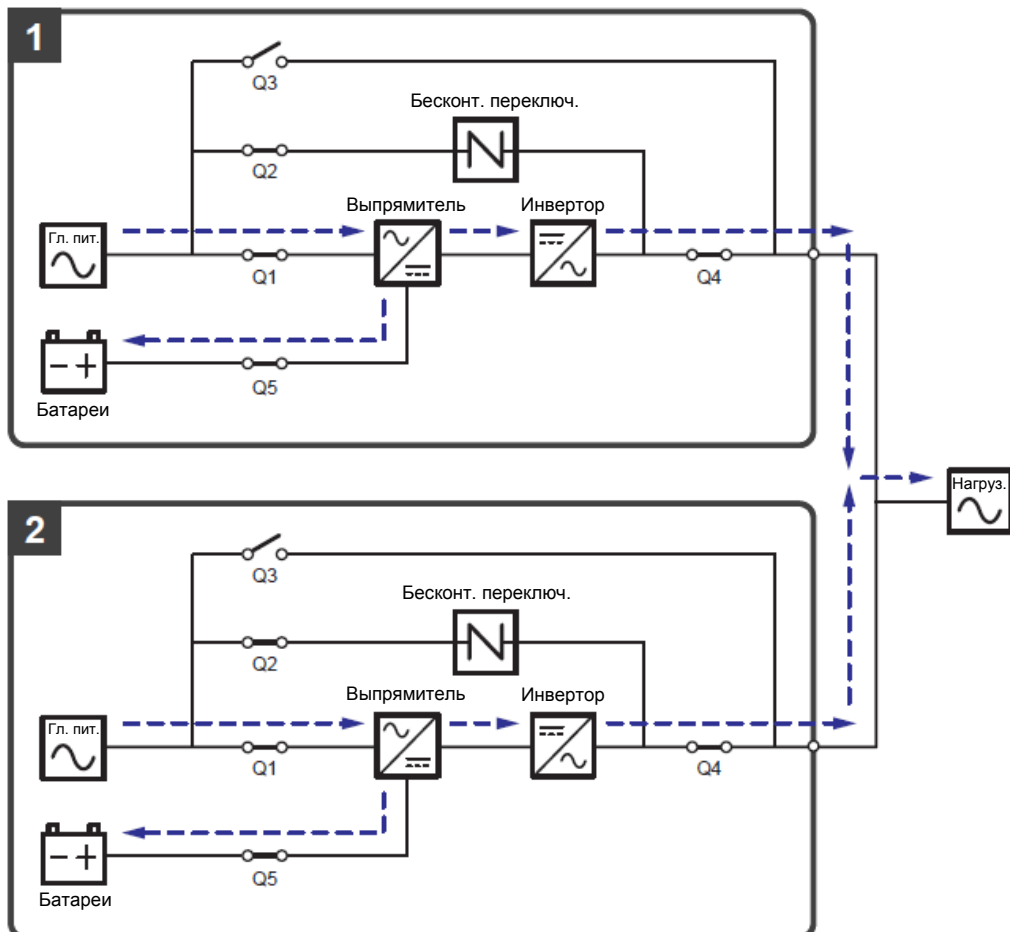 1
Q3
Бесконт. переключ.
Q2
Выпрямитель
Инвертор
Гл. пит.
Q1
Q4
Q5
Батареи
Нагруз.
2
Q3
Бесконт. переключ.
Q2
Выпрямитель
Инвертор
Гл. пит.
Q1
Q4
Q5
Батареи